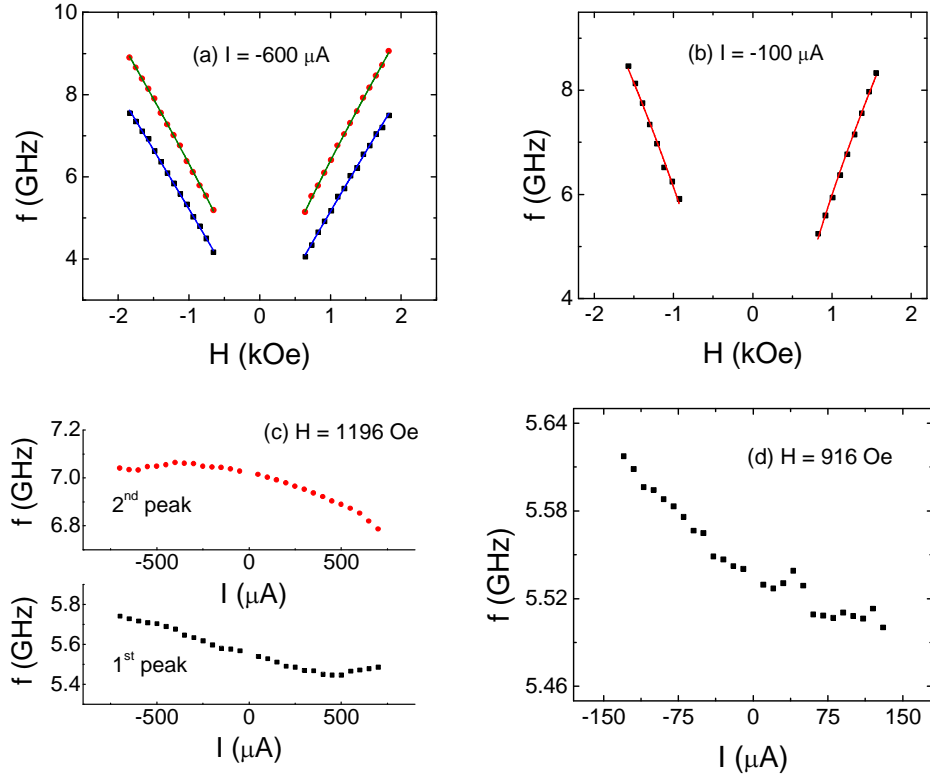 10
8
6
4
-2
-1
0
1
2
f (GHz)
H (kOe)
(a) I = -600 μA
8
6
4
-2
-1
0
1
2
f (GHz)
H (kOe)
(b) I = -100 μA
7.2
7.0
6.8
-500
0
500
f (GHz)
I (μA)
(c) H = 1196 Oe
2nd peak
5.8
5.6
5.4
-500
0
500
f (GHz)
I (μA)
1st peak
5.64
5.58
5.52
5.46
-150
-75
0
75
150
f (GHz)
I (μA)
(d) H = 916 Oe